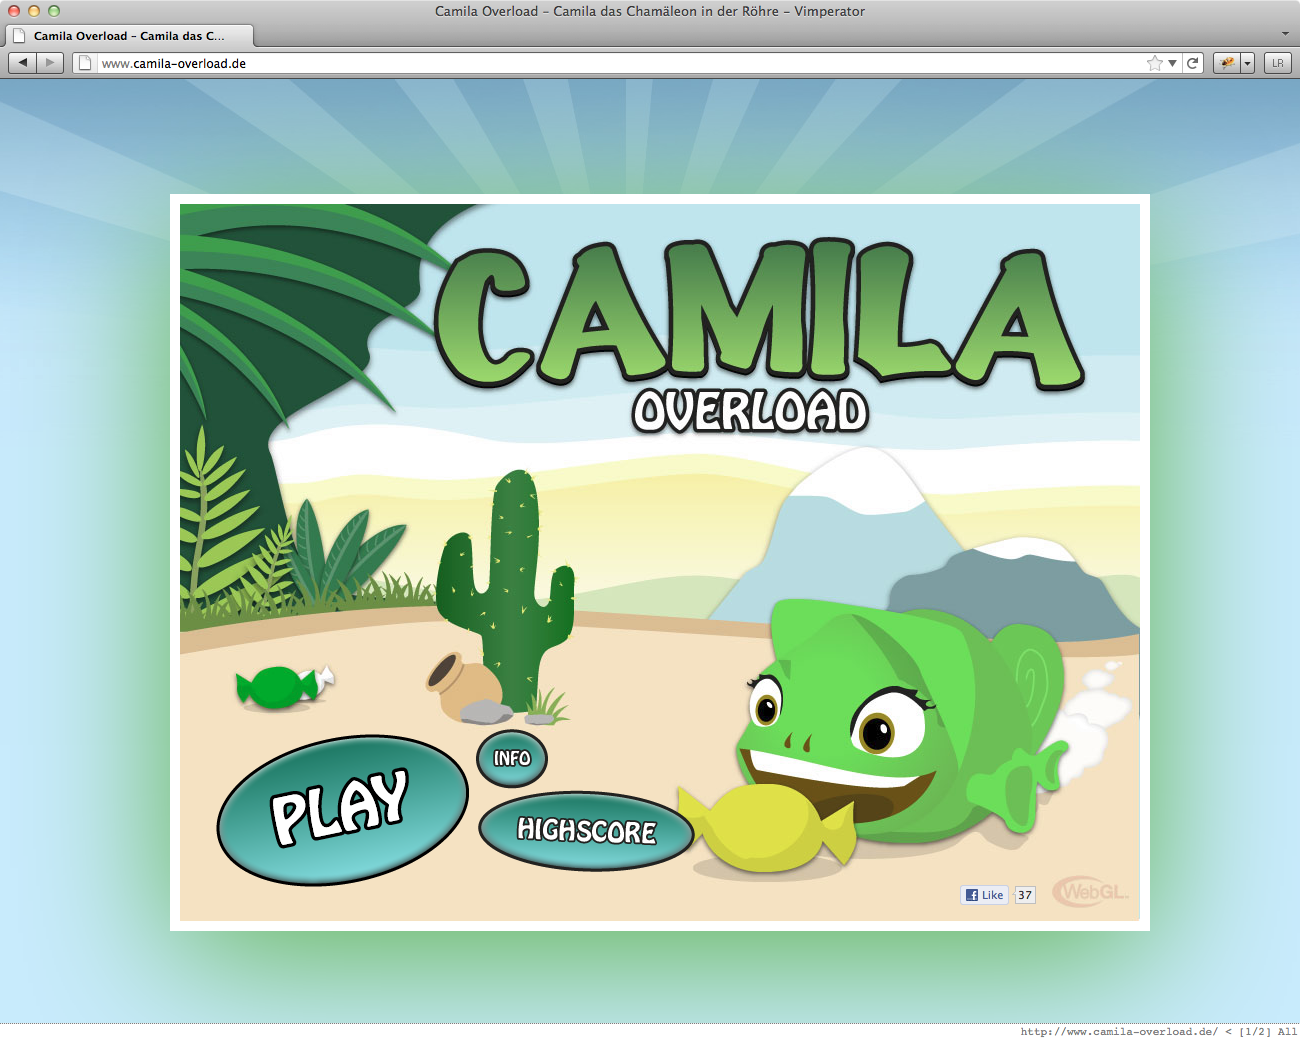 Camila Overload – Camila das Chamäleon in der Röhre – Vimperator
Camila Overload – Camila das C...
www.camila-overload.de
LR
CAMILA
OVERLOAD
INFO
PLAY
HIGHSCORE
Like 37
WebGL
http://www.camila-overload.de/ < [1/2] All